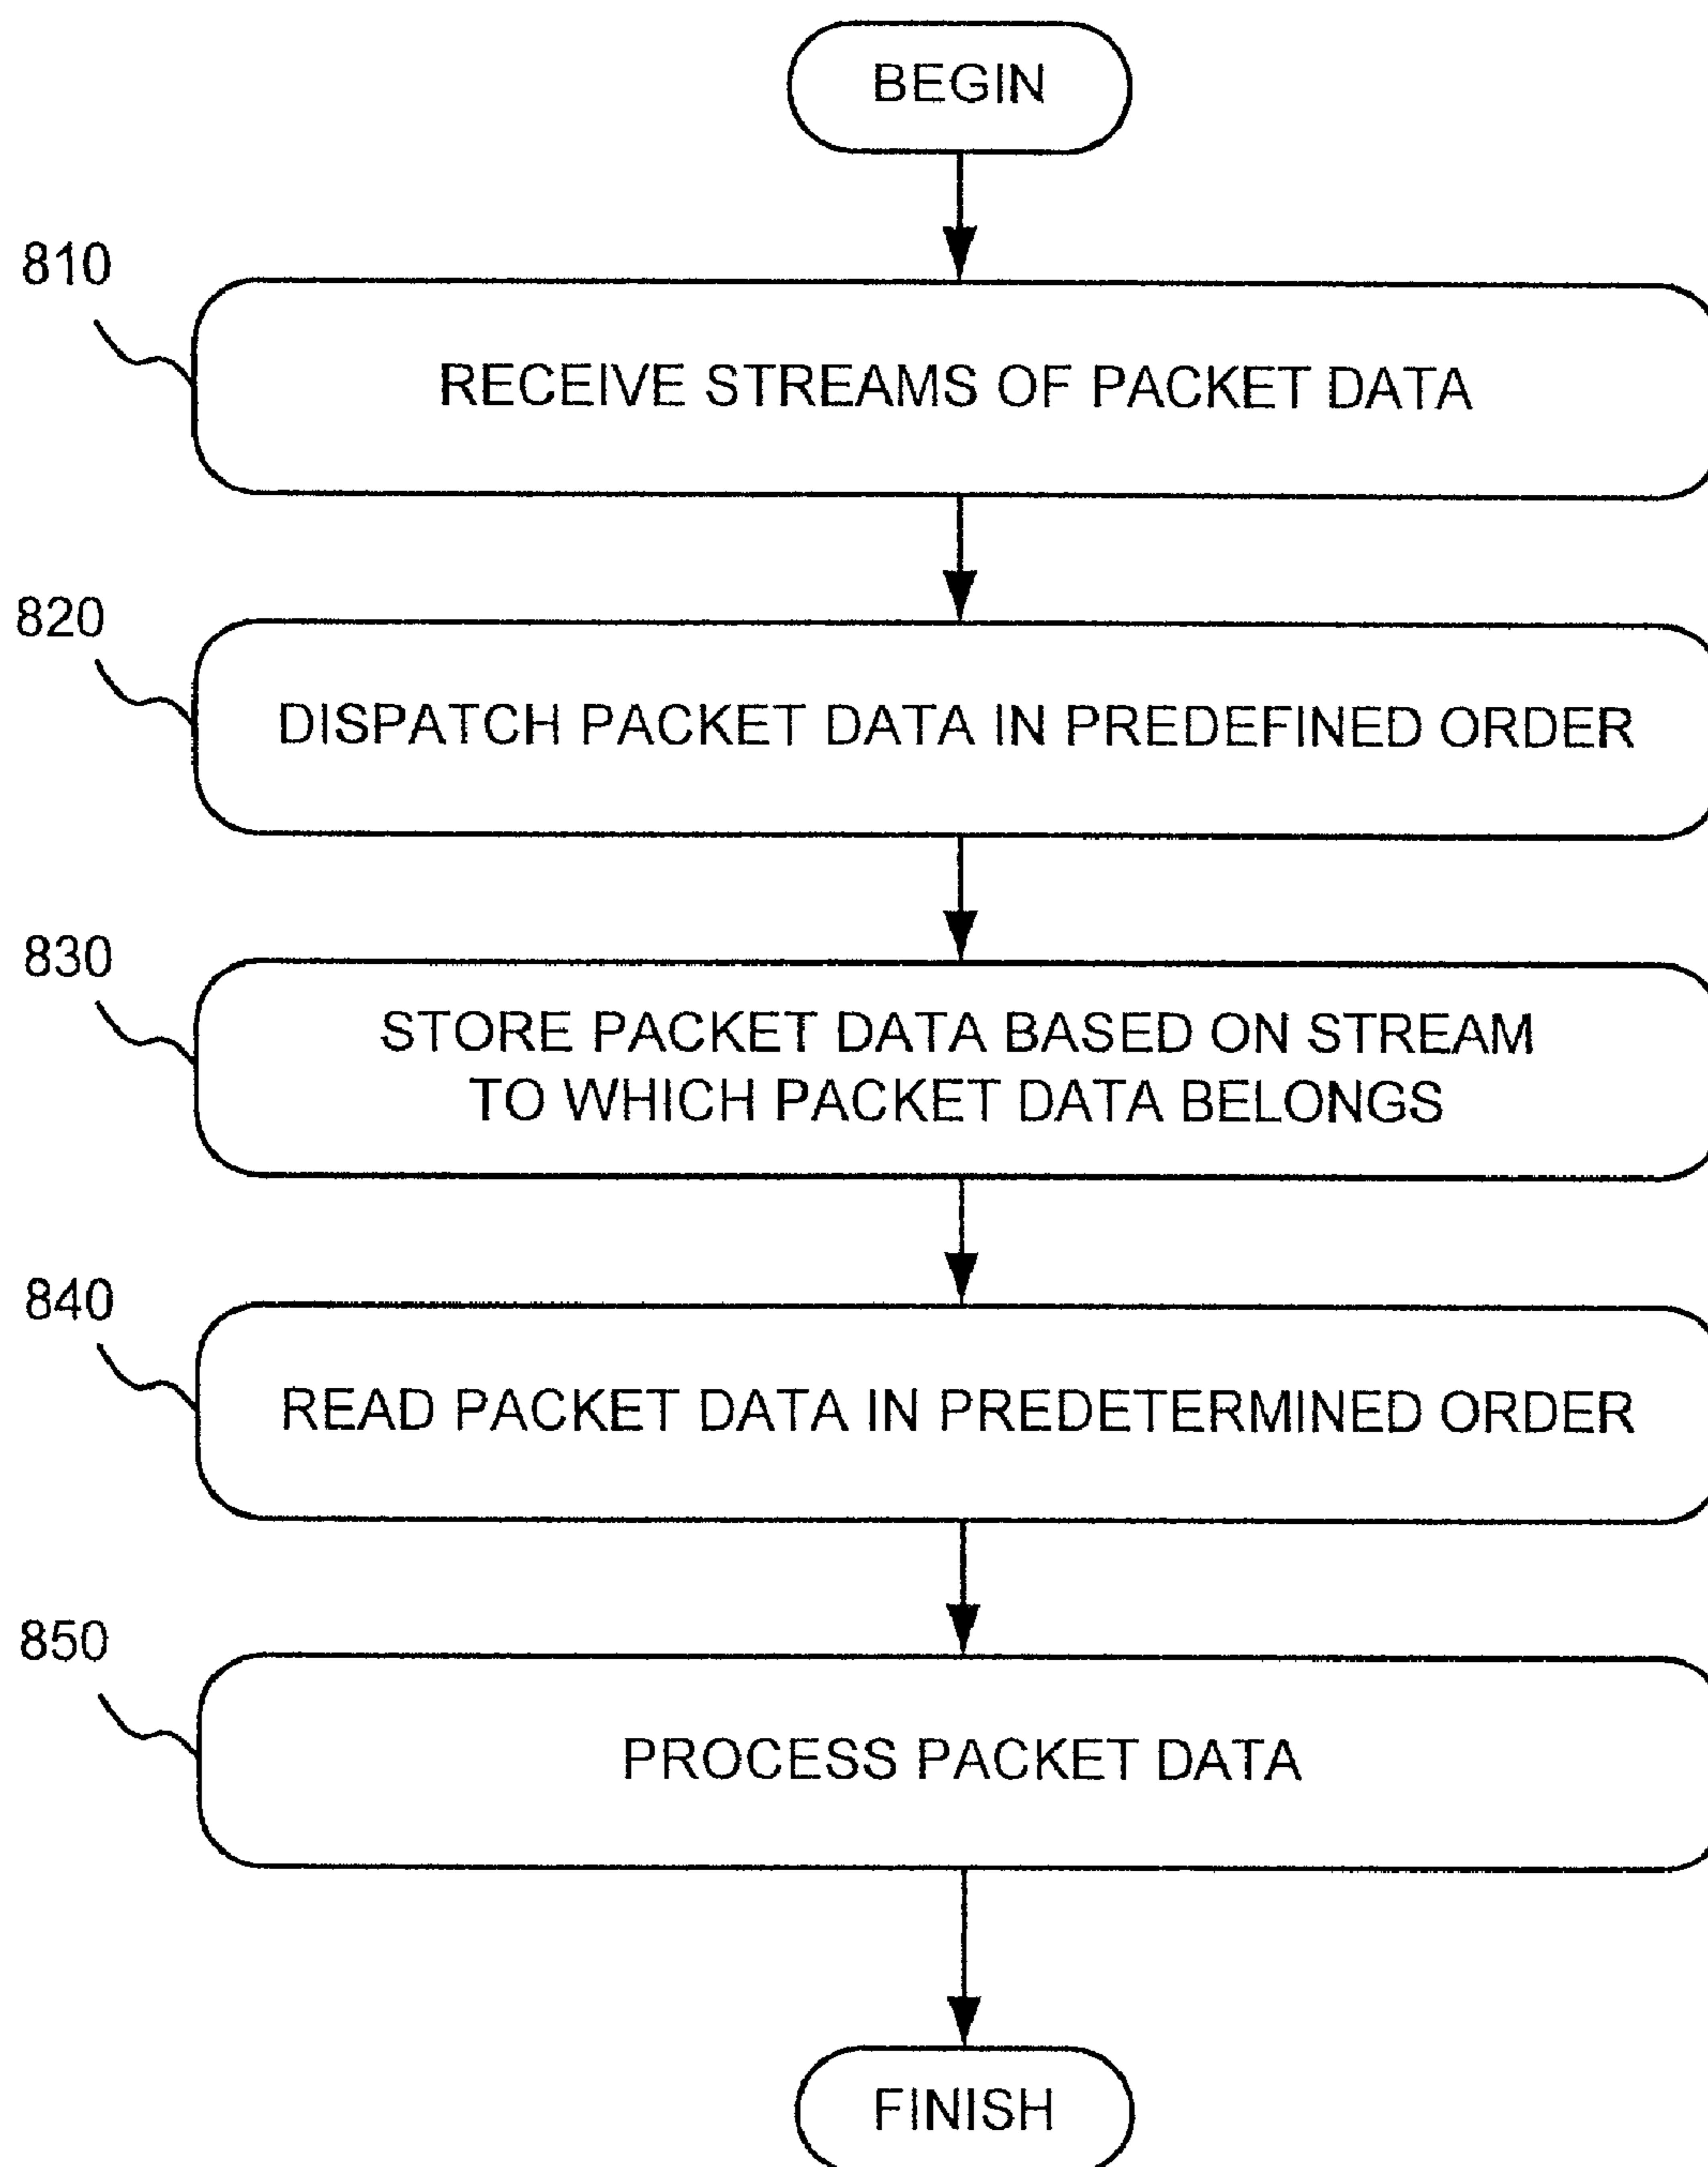 BEGIN
810
RECEIVE STREAMS OF PACKET DATA
820
DISPATCH PACKET DATA IN PREDEFINED ORDER
830
STORE PACKET DATA BASED ON STREAM
TO WHICH PACKET DATA BELONGS
840
READ PACKET DATA IN PREDETERMINED ORDER
850
PROCESS PACKET DATA
FINISH